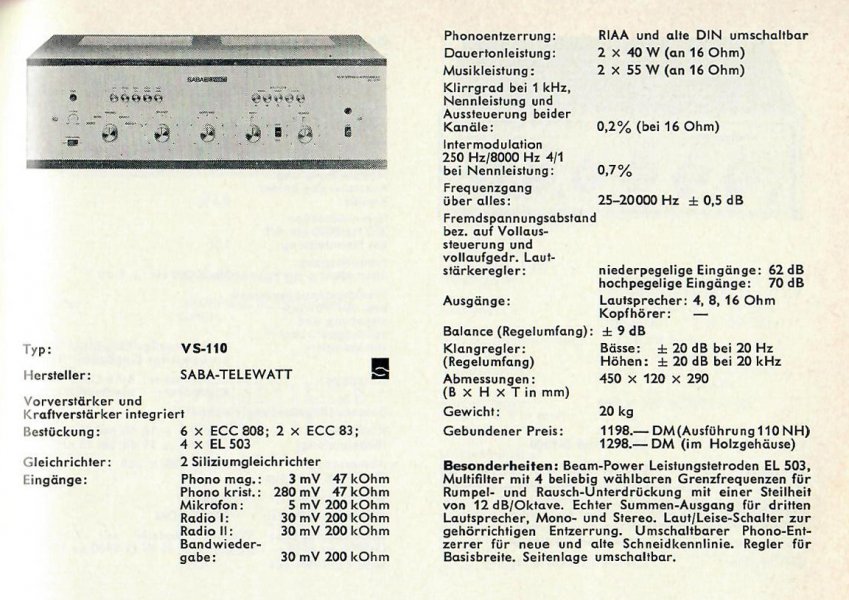 SABA
Typ: VS-110
Hersteller: SABA-TELEWATT
Vorverstärker und
Kraftverstärker integriert
Bestückung: 6 × ECC 808; 2 × ECC 83;
4 × EL 503
Gleichrichter: 2 Siliziumgleichrichter
Eingänge: Phono mag.: 3 mV 47 kOhm
Phono krist.: 280 mV 47 kOhm
Mikrofon: 5 mV 200 kOhm
Radio I: 30 mV 200 kOhm
Radio II: 30 mV 200 kOhm
Bandwieder-
gabe: 30 mV 200 kOhm
Phonoentzerrung: RIAA und alte DIN umschaltbar
Dauertonleistung: 2 × 40 W (an 16 Ohm)
Musikleistung: 2 × 55 W (an 16 Ohm)
Klirrgrad bei 1 kHz,
Nennleistung und
Aussteuerung beider
Kanäle: 0,2% (bei 16 Ohm)
Intermodulation
250 Hz/8000 Hz 4/1
bei Nennleistung: 0,7%
Frequenzgang
über alles: 25–20000 Hz ± 0,5 dB
Fremdspannungsabstand
bez. auf Vollaus-
steuerung und
vollaufgedr. Laut-
stärkeregler: niederpegelige Eingänge: 62 dB
hochpegelige Eingänge: 70 dB
Ausgänge: Lautsprecher: 4, 8, 16 Ohm
Kopfhörer: —
Balance (Regelumfang): ± 9 dB
Klangregler: Bässe: ± 20 dB bei 20 Hz
(Regelumfang) Höhen: ± 20 dB bei 20 kHz
Abmessungen: 450 × 120 × 290
(B × H × T in mm)
Gewicht: 20 kg
Gebundener Preis: 1198.— DM (Ausführung 110 NH)
1298.— DM (im Holzgehäuse)
Besonderheiten: Beam-Power Leistungstetroden EL 503,
Multifilter mit 4 beliebig wählbaren Grenzfrequenzen für
Rumpel- und Rausch-Unterdrückung mit einer Steilheit
von 12 dB/Oktave. Echter Summen-Ausgang für dritten
Lautsprecher, Mono- und Stereo. Laut/Leise-Schalter zur
gehörrichtigen Entzerrung. Umschaltbarer Phono-Ent-
zerrer für neue und alte Schneidkennlinie. Regler für
Basisbreite. Seitenlage umschaltbar.